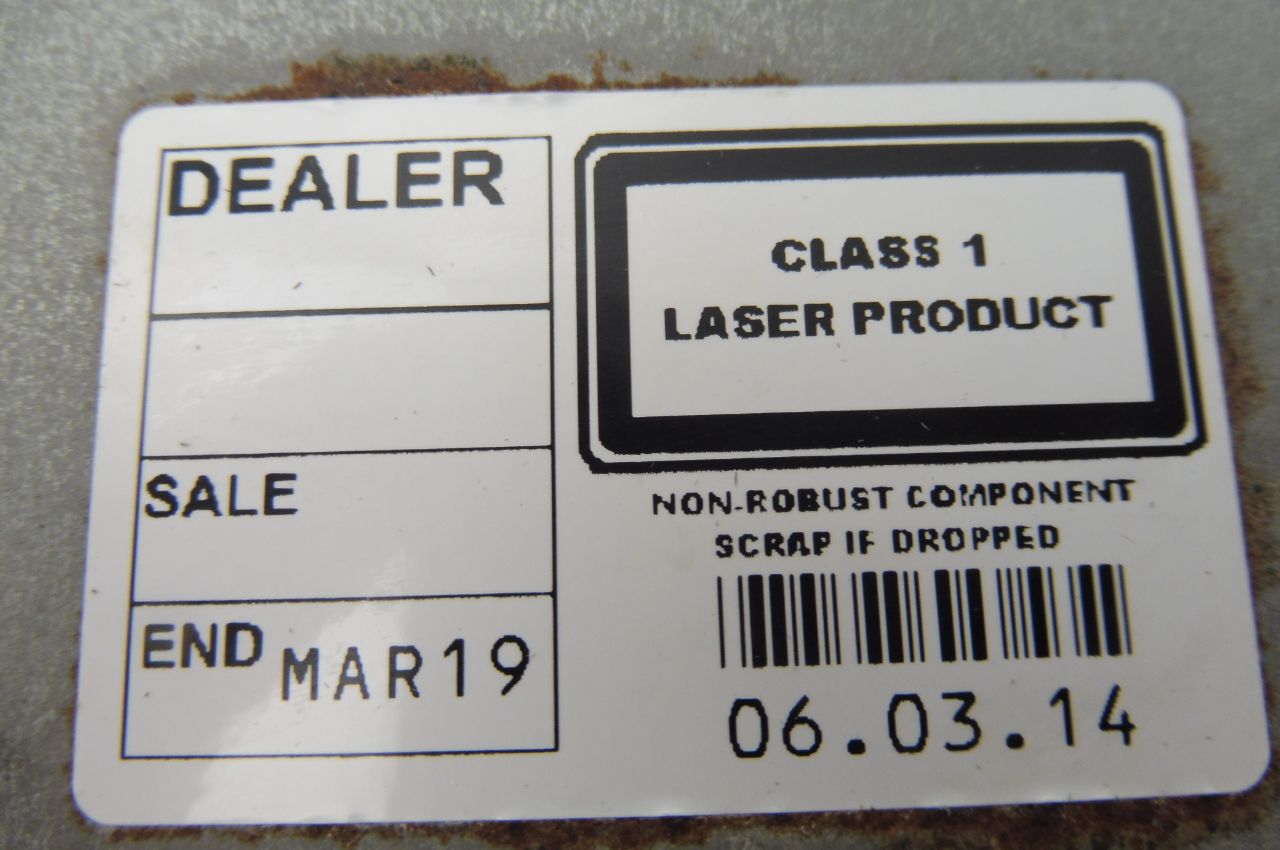 DEALER
SALE
END MAR19
CLASS 1
LASER PRODUCT
NON-ROBUST COMPONENT
SCRAP IF DROPPED
06.03.14